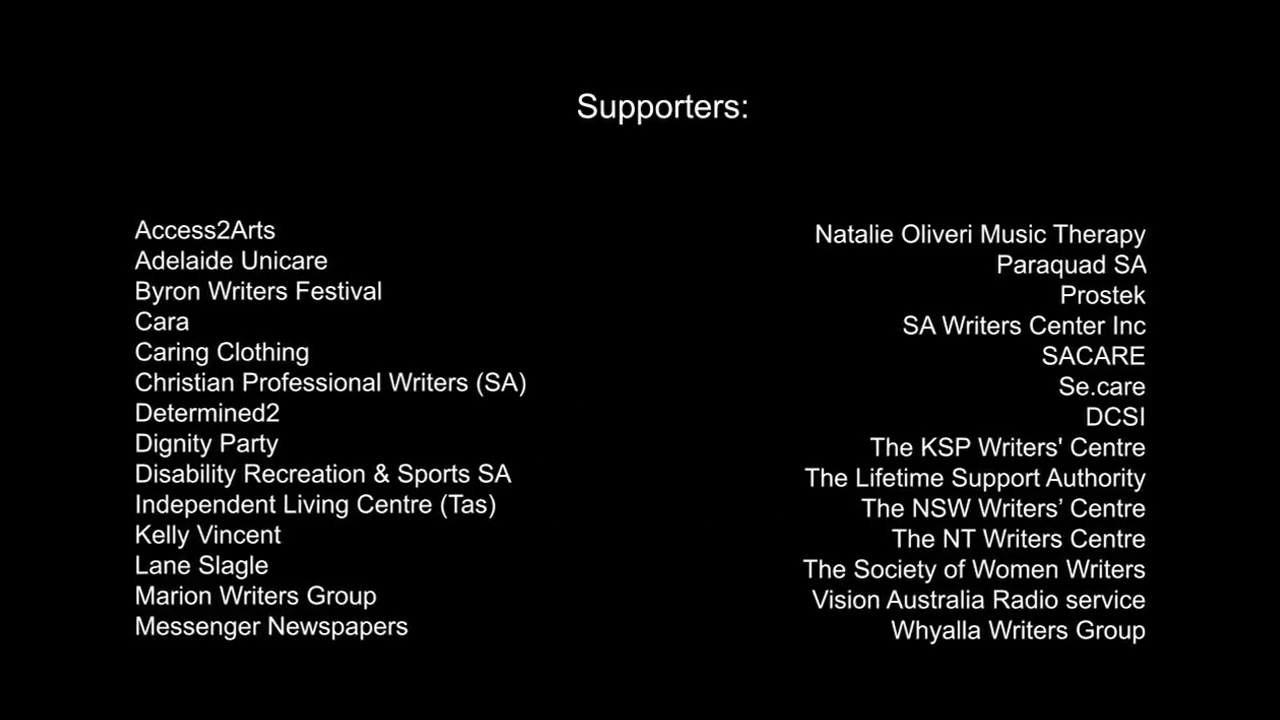 Supporters:
Access2Arts
Adelaide Unicare
Byron Writers Festival
Cara
Caring Clothing
Christian Professional Writers (SA)
Determined2
Dignity Party
Disability Recreation & Sports SA
Independent Living Centre (Tas)
Kelly Vincent
Lane Slagle
Marion Writers Group
Messenger Newspapers
Natalie Oliveri Music Therapy
Paraquad SA
Prostek
SA Writers Center Inc
SACARE
Se.care
DCSI
The KSP Writers' Centre
The Lifetime Support Authority
The NSW Writers’ Centre
The NT Writers Centre
The Society of Women Writers
Vision Australia Radio service
Whyalla Writers Group